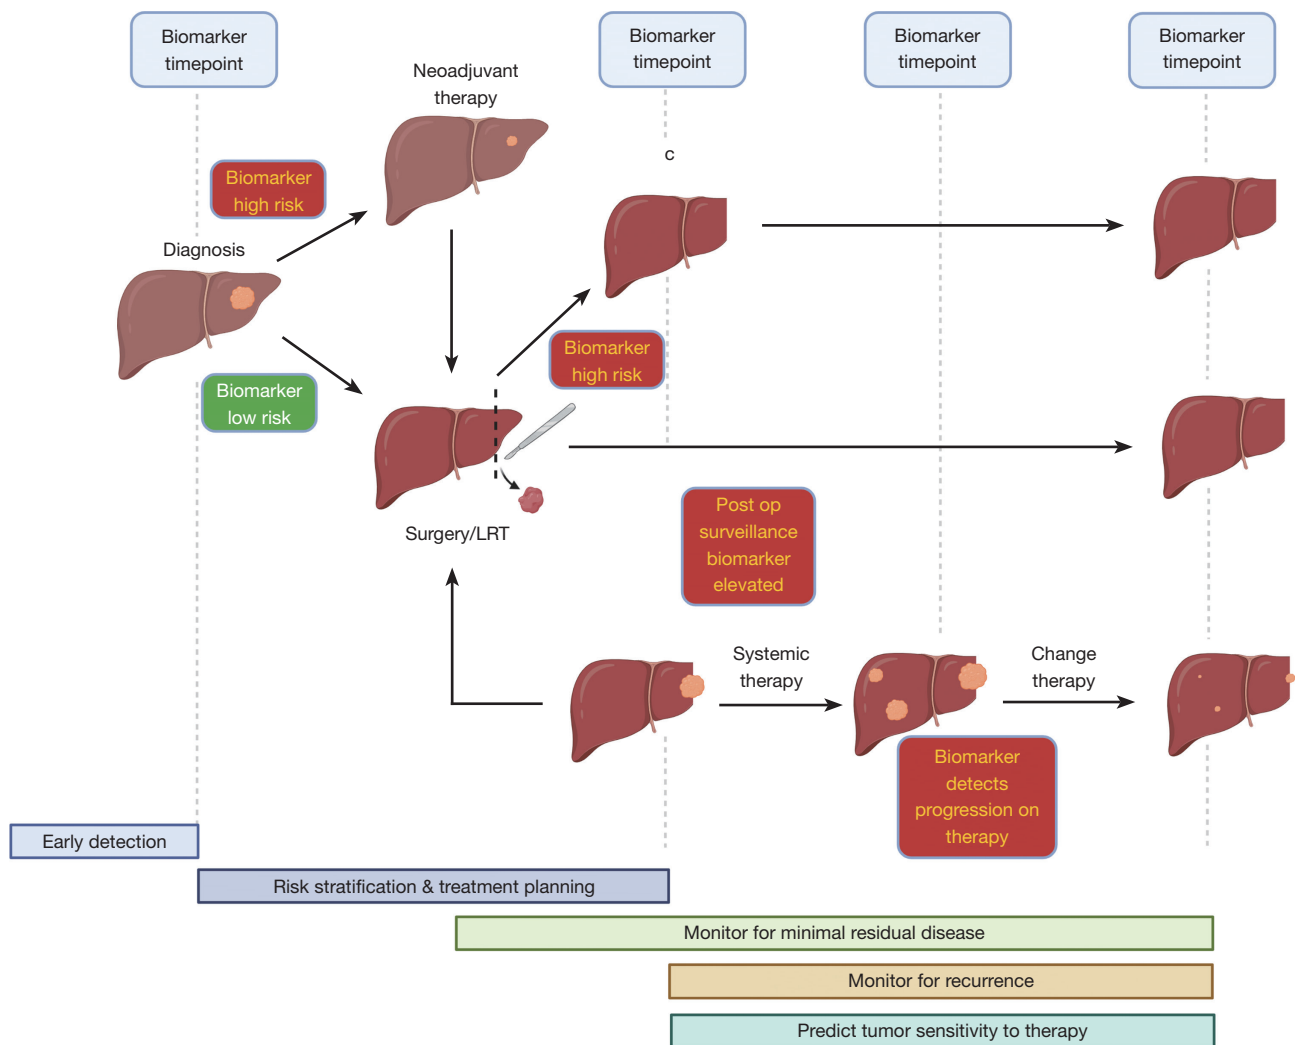 Biomarker
timepoint
Biomarker
timepoint
Biomarker
timepoint
Biomarker
timepoint
Neoadjuvant
therapy
c
Biomarker
high risk
Diagnosis
Biomarker
high risk
Biomarker
low risk
Surgery/LRT
Post op
surveillance
biomarker
elevated
Systemic
therapy
Change
therapy
Biomarker
detects
progression on
therapy
Early detection
Risk stratification & treatment planning
Monitor for minimal residual disease
Monitor for recurrence
Predict tumor sensitivity to therapy